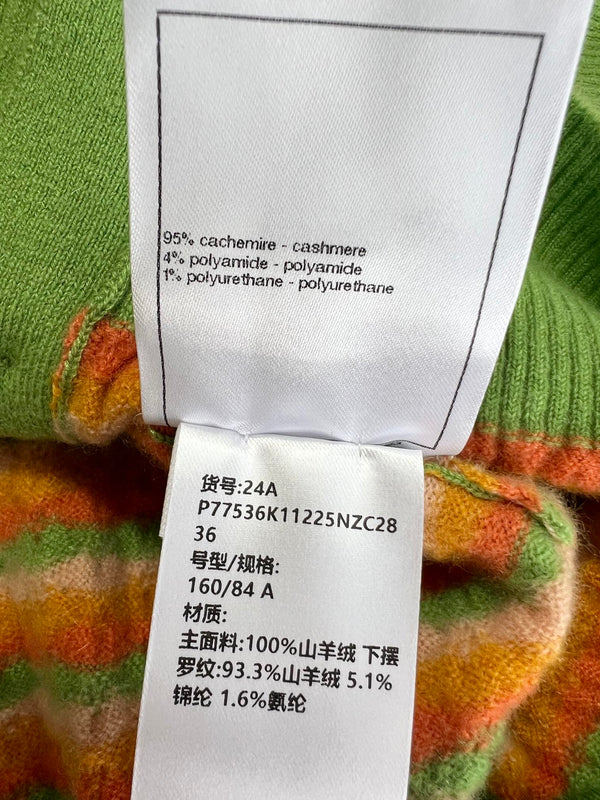 95% cachemire - cashmere
4% polyamide - polyamide
1% polyurethane - polyurethane
货号:24A
P77536K11225NZC28
36
号型/规格:
160/84 A
材质:
主面料:100%山羊绒 下摆
罗纹:93.3%山羊绒 5.1%
锦纶 1.6%氨纶